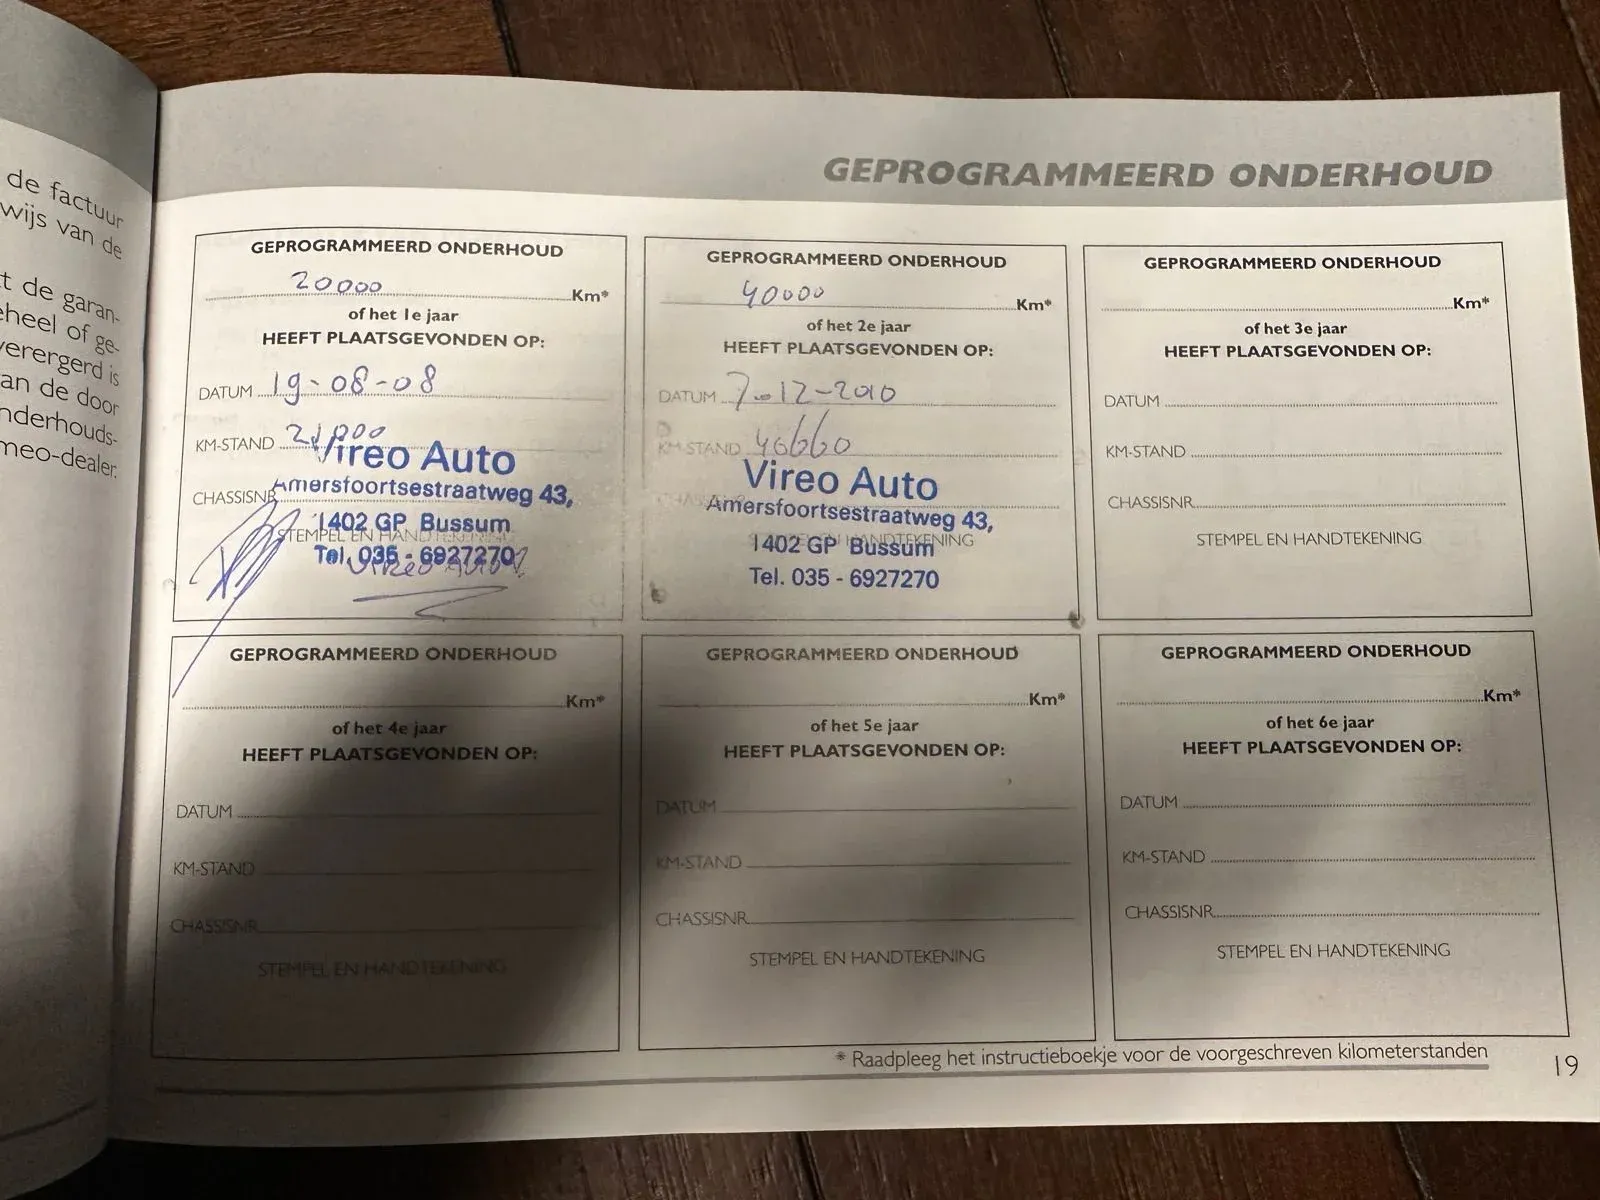 de factuur
wijs van de
t de garan-
eheel of ge-
verergerd is
an de door
nderhouds-
meo-dealer.
GEPROGRAMMEERD ONDERHOUD
GEPROGRAMMEERD ONDERHOUD
20000 Km*
of het 1e jaar
HEEFT PLAATSGEVONDEN OP:
DATUM 19-08-08
KM-STAND 21000
Vireo Auto
CHASSISNR
Amersfoortsestraatweg 43,
1402 GP Bussum
STEMPEL EN HANDTEKENING
Tel. 035 - 6927270
Vireo Auto
GEPROGRAMMEERD ONDERHOUD
40000 Km*
of het 2e jaar
HEEFT PLAATSGEVONDEN OP:
DATUM 7-12-2010
KM-STAND 40660
Vireo Auto
CHASSISNR
Amersfoortsestraatweg 43,
STEMPEL EN HANDTEKENING
1402 GP Bussum
Tel. 035 - 6927270
GEPROGRAMMEERD ONDERHOUD
Km*
of het 3e jaar
HEEFT PLAATSGEVONDEN OP:
DATUM
KM-STAND
CHASSISNR.
STEMPEL EN HANDTEKENING
GEPROGRAMMEERD ONDERHOUD
Km*
of het 4e jaar
HEEFT PLAATSGEVONDEN OP:
DATUM
KM-STAND
CHASSISNR.
STEMPEL EN HANDTEKENING
GEPROGRAMMEERD ONDERHOUD
Km*
of het 5e jaar
HEEFT PLAATSGEVONDEN OP:
DATUM
KM-STAND
CHASSISNR.
STEMPEL EN HANDTEKENING
GEPROGRAMMEERD ONDERHOUD
Km*
of het 6e jaar
HEEFT PLAATSGEVONDEN OP:
DATUM
KM-STAND
CHASSISNR.
STEMPEL EN HANDTEKENING
* Raadpleeg het instructieboekje voor de voorgeschreven kilometerstanden
19